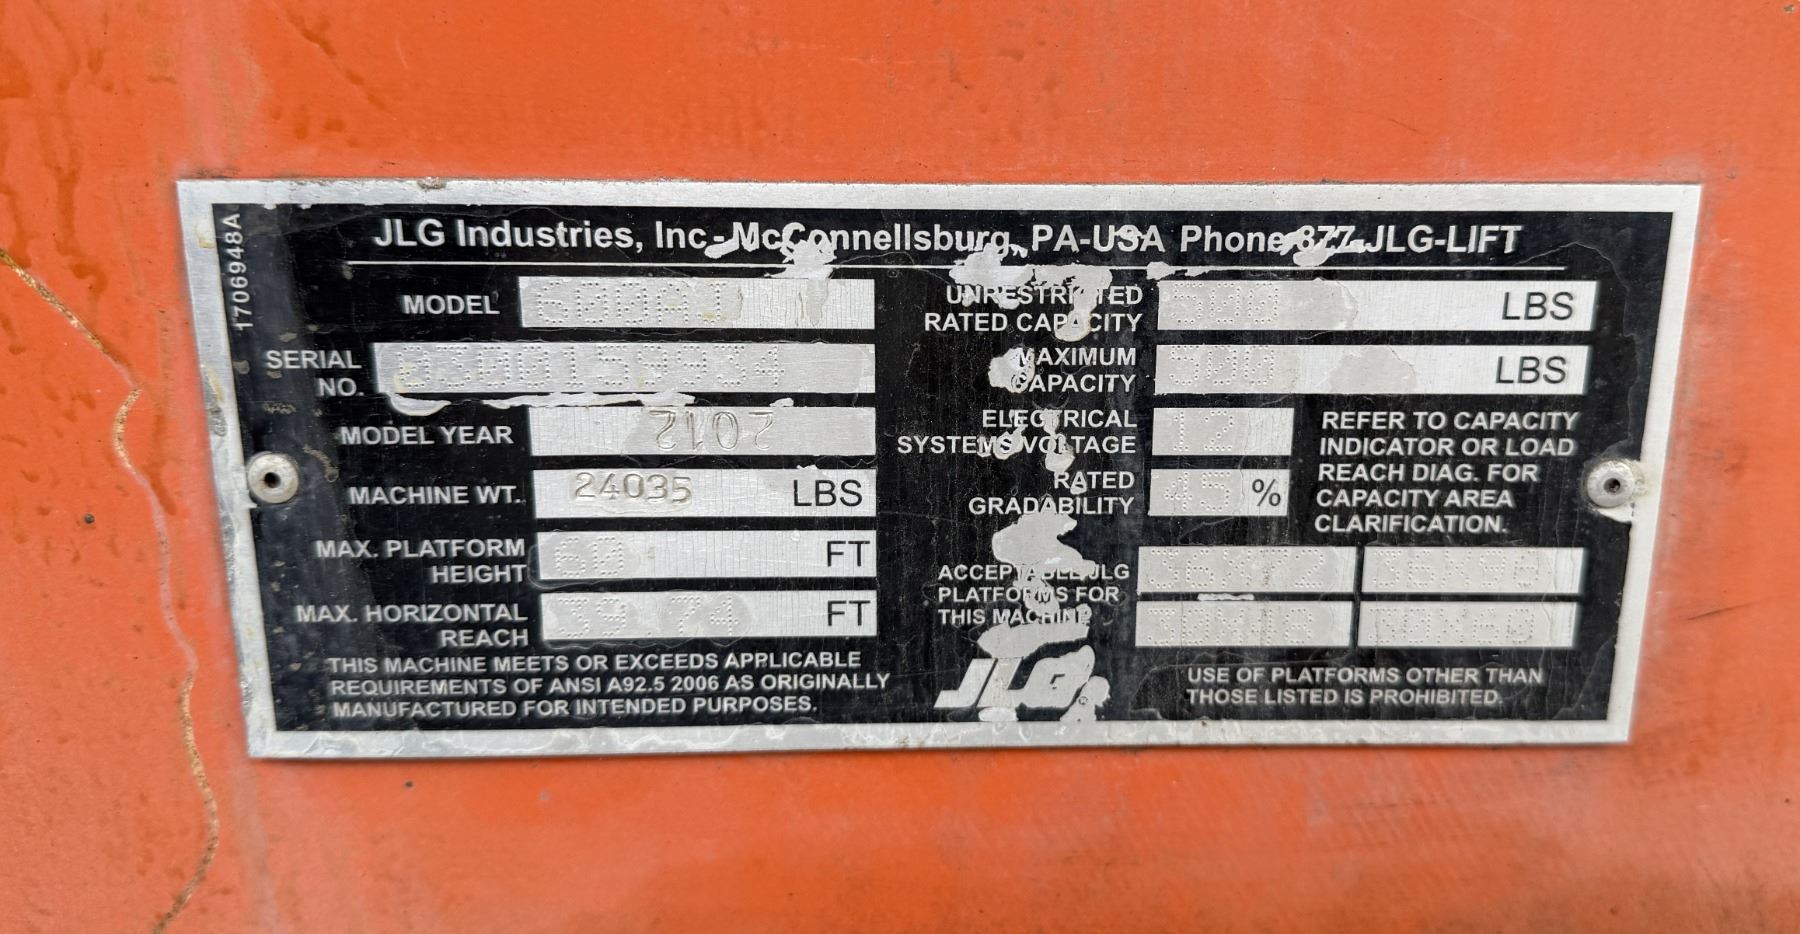 JLG Industries, Inc.-McConnellsburg, PA-USA Phone 877-JLG-LIFT
1706948A
MODEL 600AJ
SERIAL NO. 0300159934
MODEL YEAR 2012
MACHINE WT. 24035 LBS
MAX. PLATFORM HEIGHT 60 FT
MAX. HORIZONTAL REACH 39.74 FT
THIS MACHINE MEETS OR EXCEEDS APPLICABLE
REQUIREMENTS OF ANSI A92.5 2006 AS ORIGINALLY
MANUFACTURED FOR INTENDED PURPOSES.
UNRESTRICTED
RATED CAPACITY 500 LBS
MAXIMUM
CAPACITY 500 LBS
ELECTRICAL
SYSTEMS VOLTAGE 12
RATED
GRADABILITY 45 %
REFER TO CAPACITY
INDICATOR OR LOAD
REACH DIAG. FOR
CAPACITY AREA
CLARIFICATION.
ACCEPTABLE JLG
PLATFORMS FOR
THIS MACHINE
36X72
USE OF PLATFORMS OTHER THAN
THOSE LISTED IS PROHIBITED.
JLG®